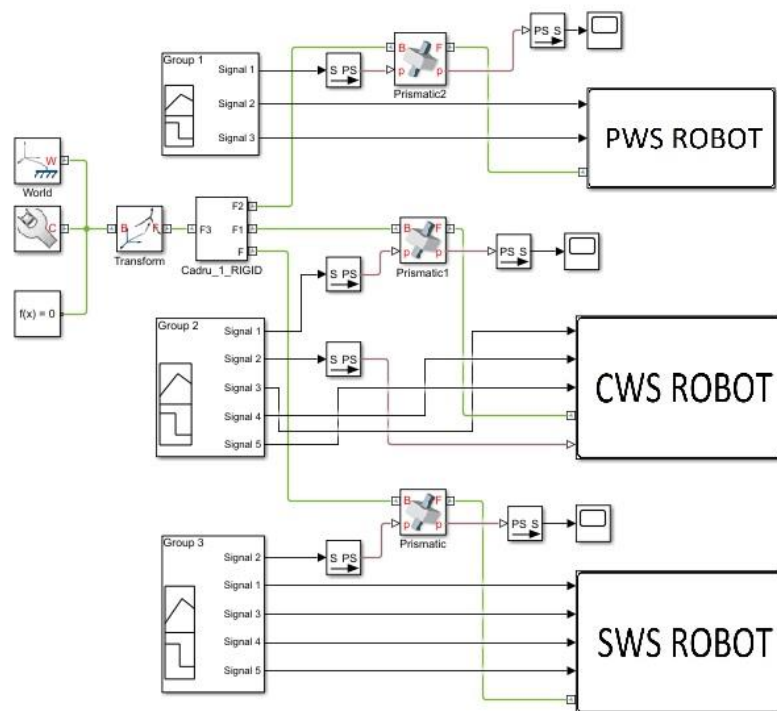 Group 1
Signal 1
Signal 2
Signal 3
S PS
B
F
p
p
Prismatic2
PS S
PWS ROBOT
W
World
C
f(x) = 0
B
F
Transform
F3
F2
F1
F
Cadru_1_RIGID
B
F
p
p
Prismatic1
S PS
PS S
Group 2
Signal 1
Signal 2
Signal 3
Signal 4
Signal 5
S PS
CWS ROBOT
B
F
p
p
Prismatic
PS S
Group 3
Signal 2
Signal 1
Signal 3
Signal 4
Signal 5
S PS
SWS ROBOT